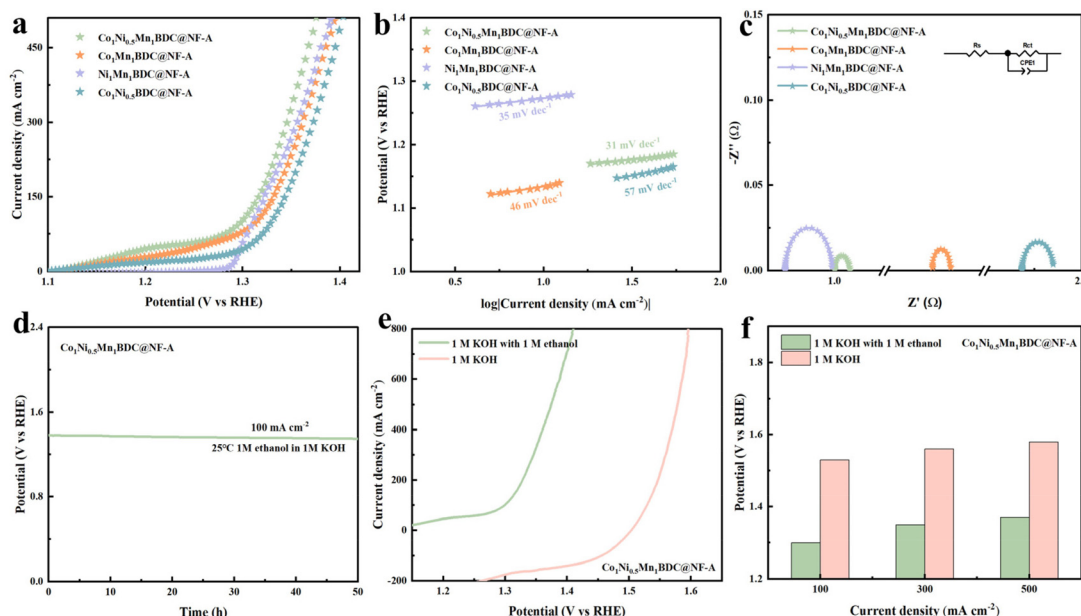 a
Co₁Ni₀.₅Mn₁BDC@NF-A
Co₁Mn₁BDC@NF-A
Ni₁Mn₁BDC@NF-A
Co₁Ni₀.₅BDC@NF-A
Current density (mA cm⁻²)
450
300
150
0
1.1
1.2
1.3
1.4
Potential (V vs RHE)
b
Co₁Ni₀.₅Mn₁BDC@NF-A
Co₁Mn₁BDC@NF-A
Ni₁Mn₁BDC@NF-A
Co₁Ni₀.₅BDC@NF-A
Potential (V vs RHE)
1.4
1.3
1.2
1.1
1.0
35 mV dec⁻¹
31 mV dec⁻¹
46 mV dec⁻¹
57 mV dec⁻¹
0.0
0.5
1.0
1.5
2.0
log|Current density (mA cm⁻²)|
c
Co₁Ni₀.₅Mn₁BDC@NF-A
Co₁Mn₁BDC@NF-A
Ni₁Mn₁BDC@NF-A
Co₁Ni₀.₅BDC@NF-A
Rs
Rct
CPE1
-Z'' (Ω)
0.15
0.10
0.05
0.00
1.0
Z' (Ω)
d
Co₁Ni₀.₅Mn₁BDC@NF-A
Potential (V vs RHE)
2.4
1.6
0.8
0.0
100 mA cm⁻²
25°C 1M ethanol in 1M KOH
0
10
20
30
40
50
Time (h)
e
1 M KOH with 1 M ethanol
1 M KOH
Current density (mA cm⁻²)
800
600
400
200
0
-200
Co₁Ni₀.₅Mn₁BDC@NF-A
1.2
1.3
1.4
1.5
1.6
Potential (V vs RHE)
f
1 M KOH with 1 M ethanol
1 M KOH
Co₁Ni₀.₅Mn₁BDC@NF-A
Potential (V vs RHE)
1.8
1.6
1.4
1.2
100
300
500
Current density (mA cm⁻²)